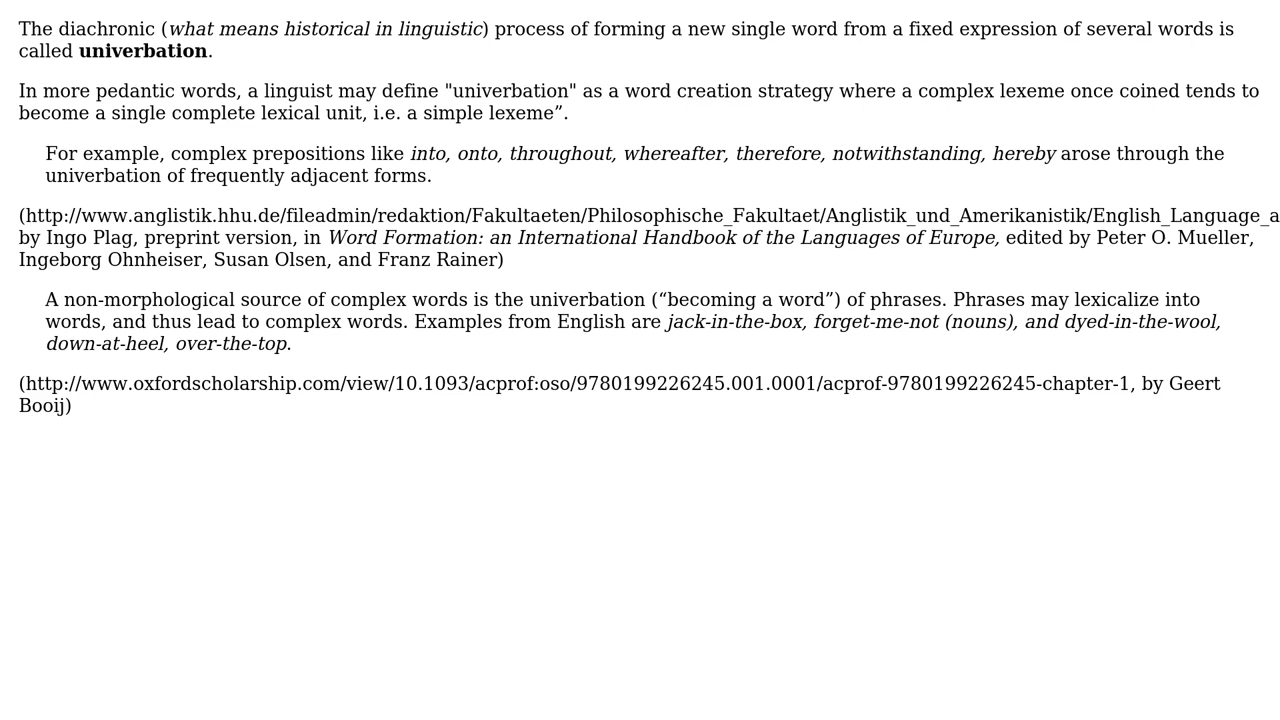 The diachronic (what means historical in linguistic) process of forming a new single word from a fixed expression of several words is
called univerbation.
In more pedantic words, a linguist may define "univerbation" as a word creation strategy where a complex lexeme once coined tends to
become a single complete lexical unit, i.e. a simple lexeme”.
For example, complex prepositions like into, onto, throughout, whereafter, therefore, notwithstanding, hereby arose through the
univerbation of frequently adjacent forms.
(http://www.anglistik.hhu.de/fileadmin/redaktion/Fakultaeten/Philosophische_Fakultaet/Anglistik_und_Amerikanistik/English_Language_a
by Ingo Plag, preprint version, in Word Formation: an International Handbook of the Languages of Europe, edited by Peter O. Mueller,
Ingeborg Ohnheiser, Susan Olsen, and Franz Rainer)
A non-morphological source of complex words is the univerbation (“becoming a word”) of phrases. Phrases may lexicalize into
words, and thus lead to complex words. Examples from English are jack-in-the-box, forget-me-not (nouns), and dyed-in-the-wool,
down-at-heel, over-the-top.
(http://www.oxfordscholarship.com/view/10.1093/acprof:oso/9780199226245.001.0001/acprof-9780199226245-chapter-1, by Geert
Booij)